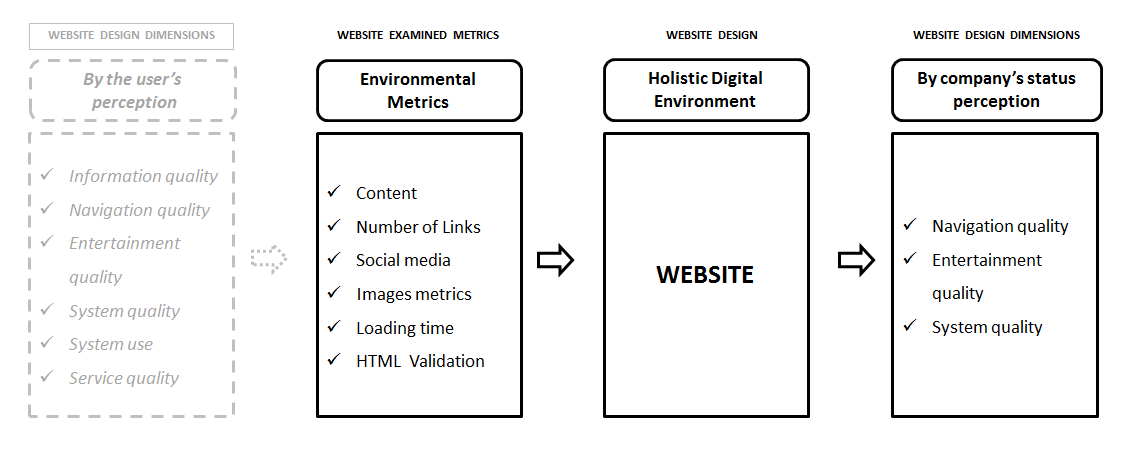 WEBSITE DESIGN DIMENSIONS
By the user's
perception
✓ Information quality
✓ Navigation quality
✓ Entertainment
quality
✓ System quality
✓ System use
✓ Service quality
WEBSITE EXAMINED METRICS
Environmental
Metrics
✓ Content
✓ Number of Links
✓ Social media
✓ Images metrics
✓ Loading time
✓ HTML Validation
WEBSITE DESIGN
Holistic Digital
Environment
WEBSITE
WEBSITE DESIGN DIMENSIONS
By company's status
perception
✓ Navigation quality
✓ Entertainment
quality
✓ System quality